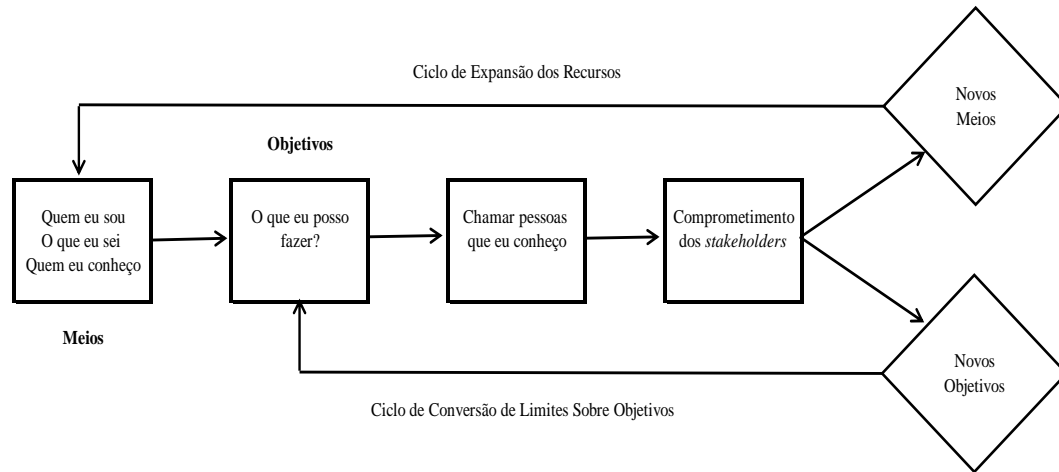 Ciclo de Expansão dos Recursos
Novos
Meios
Objetivos
Quem eu sou
O que eu sei
Quem eu conheço
O que eu posso
fazer?
Chamar pessoas
que eu conheço
Comprometimento
dos stakeholders
Meios
Novos
Objetivos
Ciclo de Conversão de Limites Sobre Objetivos